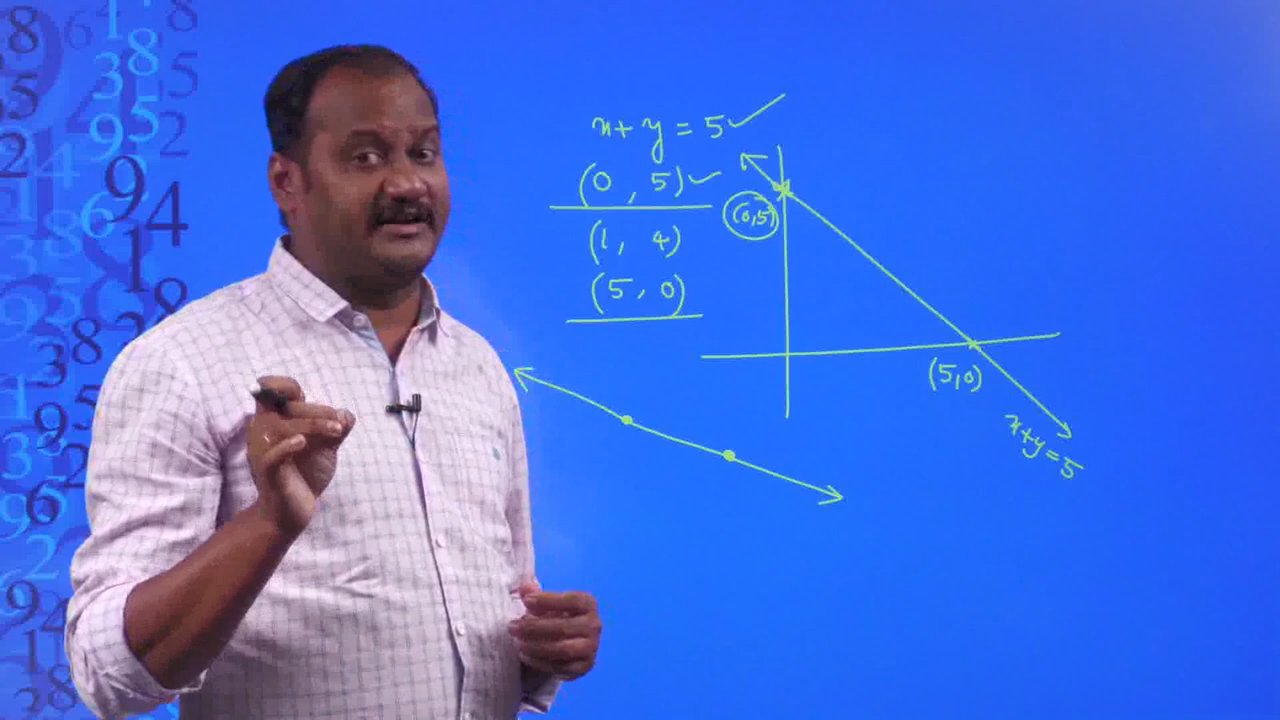 x+ y = 5 ✓
(0 , 5) ✓
(1, 4)
(5 , 0)
(0,5)
(5,0)
x+y=5